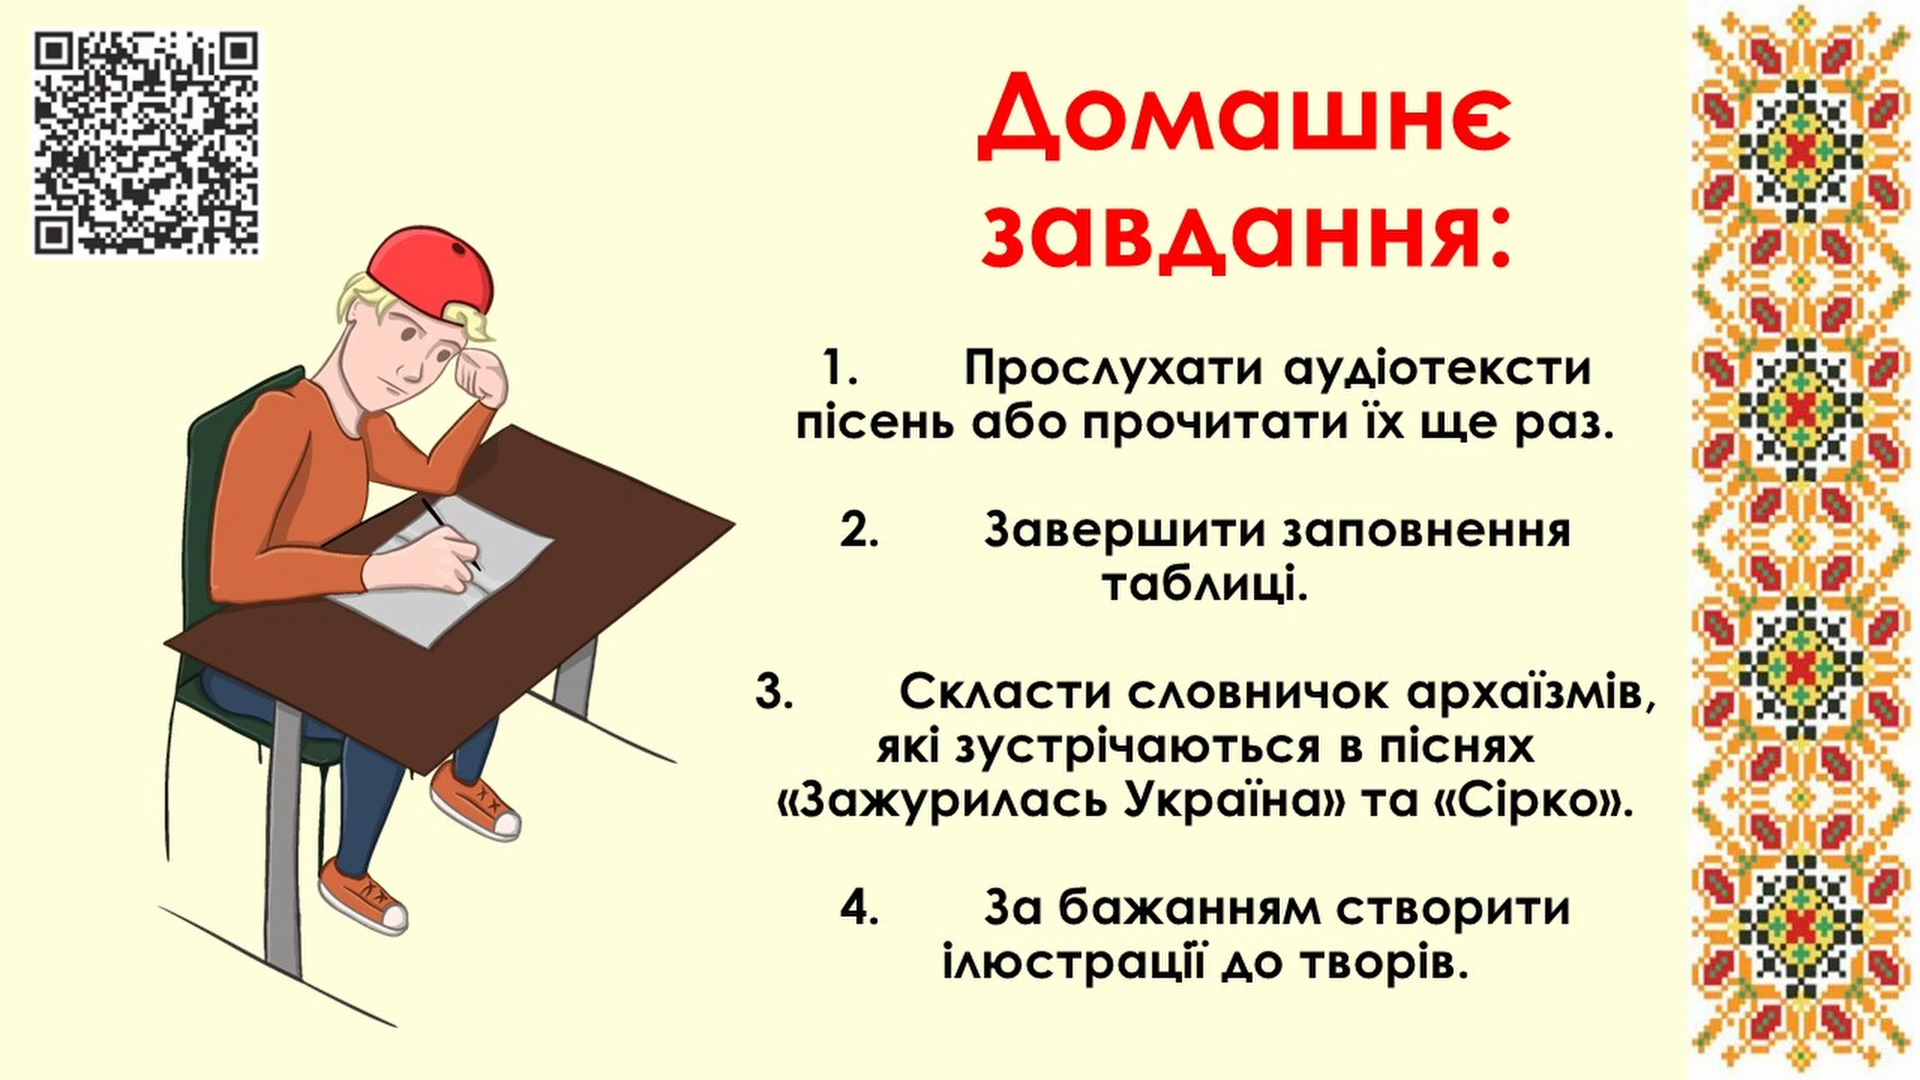 Домашнє
завдання:
1. Прослухати аудіотексти
пісень або прочитати їх ще раз.
2. Завершити заповнення
таблиці.
3. Скласти словничок архаїзмів,
які зустрічаються в піснях
«Зажурилась Україна» та «Сірко».
4. За бажанням створити
ілюстрації до творів.